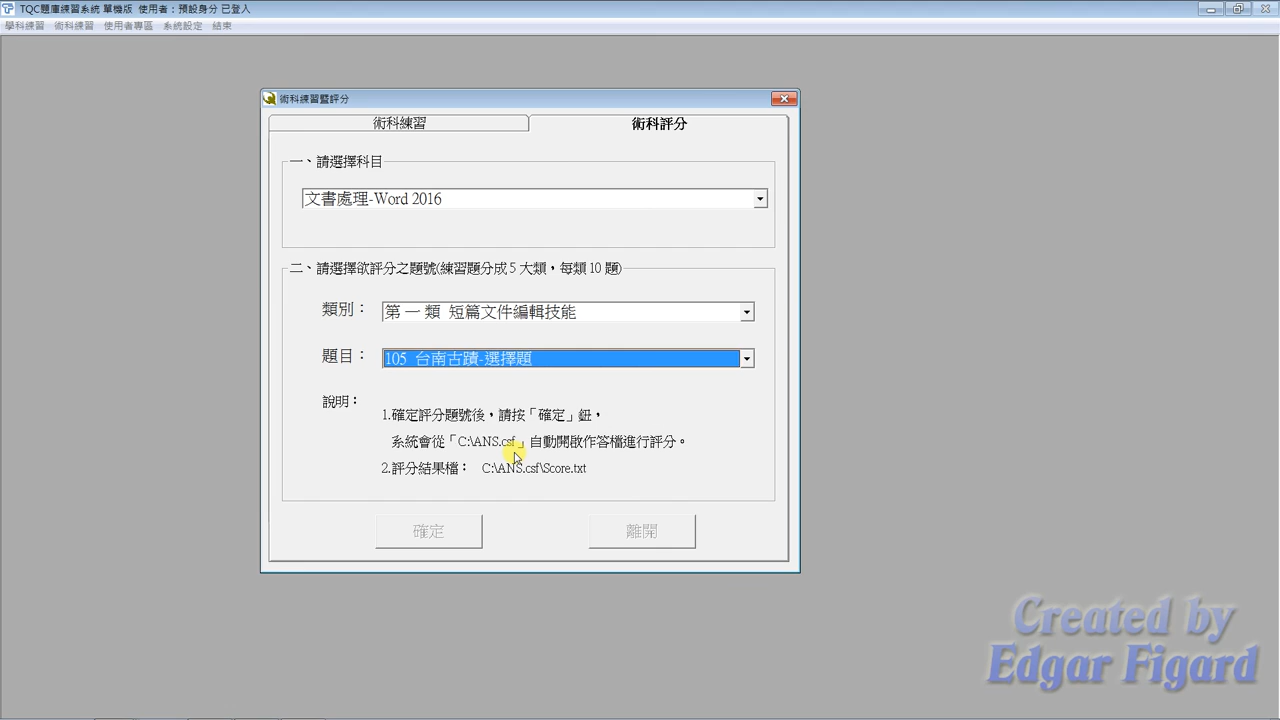 TQC題庫練習系統 單機版 使用者：預設身分 已登入
學科練習 術科練習 使用者專區 系統設定 結束
術科練習暨評分
術科練習 術科評分
一、請選擇科目
文書處理-Word 2016
二、請選擇欲評分之題號(練習題分成 5 大類，每類 10 題)
類別： 第 一 類 短篇文件編輯技能
題目： 105 台南古蹟-選擇題
說明：
1.確定評分題號後，請按「確定」鈕，
系統會從「C:\ANS.csf」自動開啟作答檔進行評分。
2.評分結果檔： C:\ANS.csf\Score.txt
確定 離開
Created by
Edgar Figard